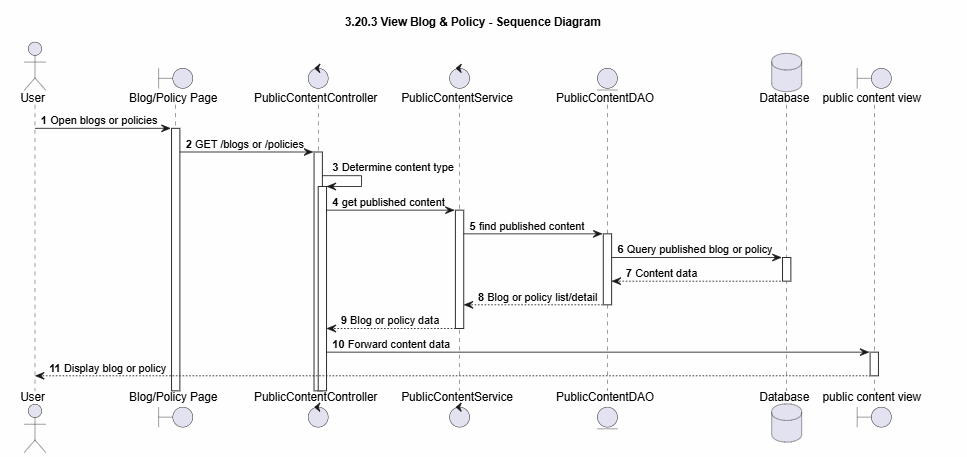 3.20.3 View Blog & Policy - Sequence Diagram
User
Blog/Policy Page
PublicContentController
PublicContentService
PublicContentDAO
Database
public content view
1 Open blogs or policies
2 GET /blogs or /policies
3 Determine content type
4 get published content
5 find published content
6 Query published blog or policy
7 Content data
8 Blog or policy list/detail
9 Blog or policy data
10 Forward content data
11 Display blog or policy
User
Blog/Policy Page
PublicContentController
PublicContentService
PublicContentDAO
Database
public content view